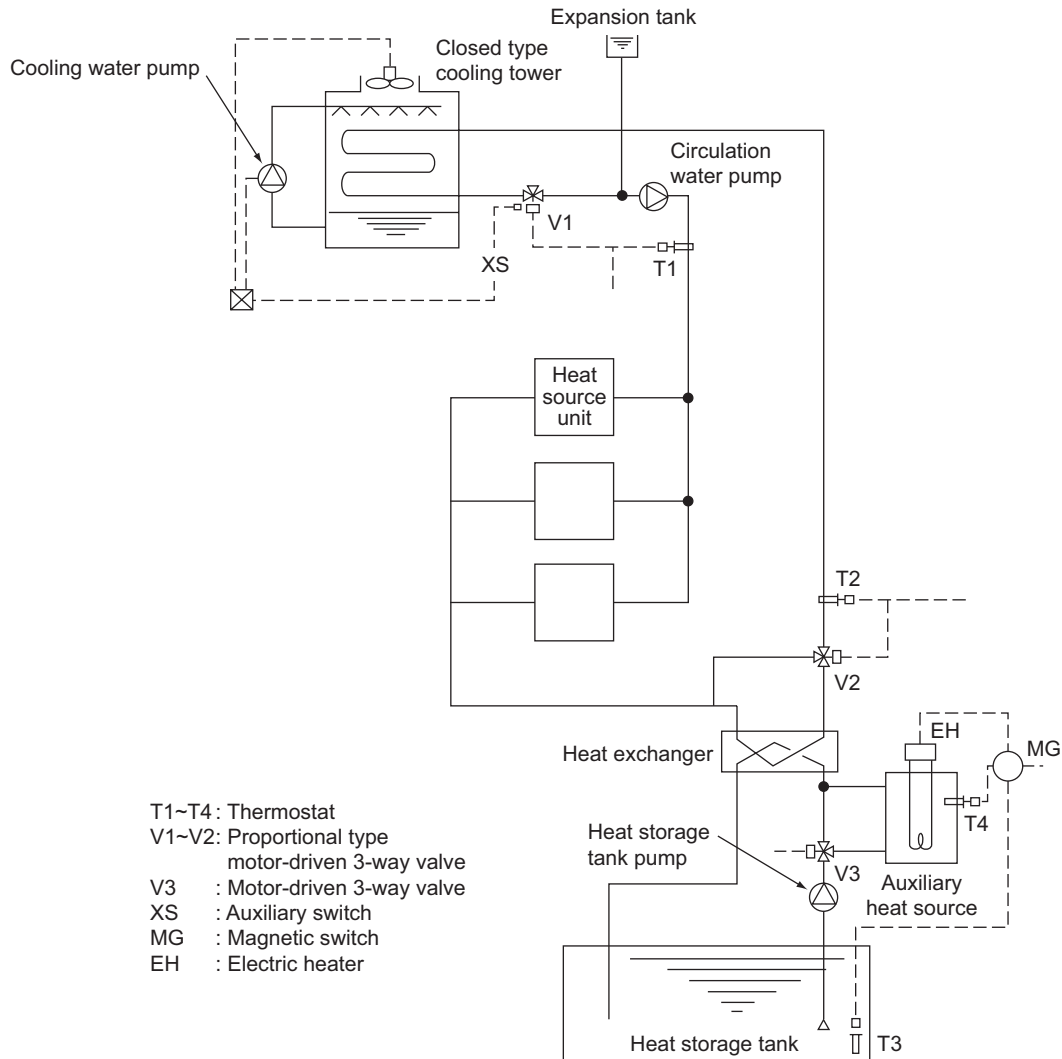 Expansion tank
Closed type
cooling tower
Cooling water pump
Circulation
water pump
V1
XS
T1
Heat
source
unit
T2
V2
EH
Heat exchanger
MG
T4
Heat storage
tank pump
V3
Auxiliary
heat source
T1~T4 : Thermostat
V1~V2: Proportional type
motor-driven 3-way valve
V3 : Motor-driven 3-way valve
XS : Auxiliary switch
MG : Magnetic switch
EH : Electric heater
Heat storage tank
T3